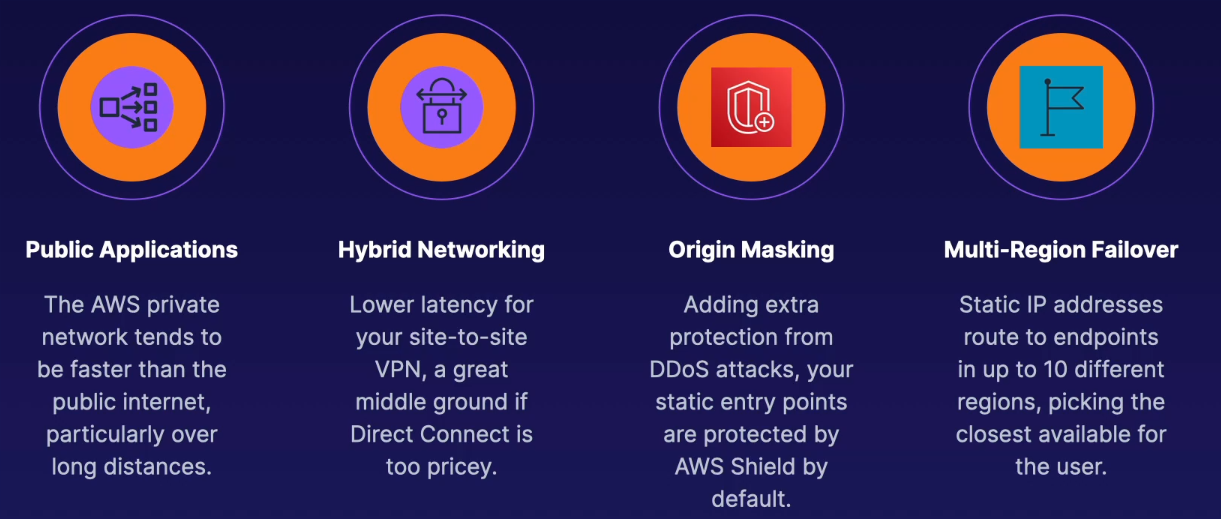 Public Applications
The AWS private
network tends to
be faster than the
public internet,
particularly over
long distances.
Hybrid Networking
Lower latency for
your site-to-site
VPN, a great
middle ground if
Direct Connect is
too pricey.
Origin Masking
Adding extra
protection from
DDoS attacks, your
static entry points
are protected by
AWS Shield by
default.
Multi-Region Failover
Static IP addresses
route to endpoints
in up to 10 different
regions, picking the
closest available for
the user.